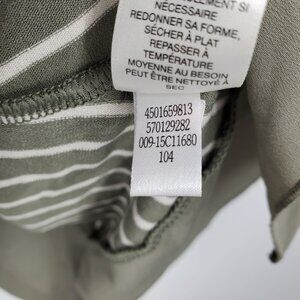 NÉCESSAIRE
REDONNER SA FORME,
SÉCHER À PLAT
REPASSER À
TEMPÉRATURE
MOYENNE AU BESOIN
PEUT ÊTRE NETTOYÉ À
SEC
4501659813
570129282
009-15C11680
104